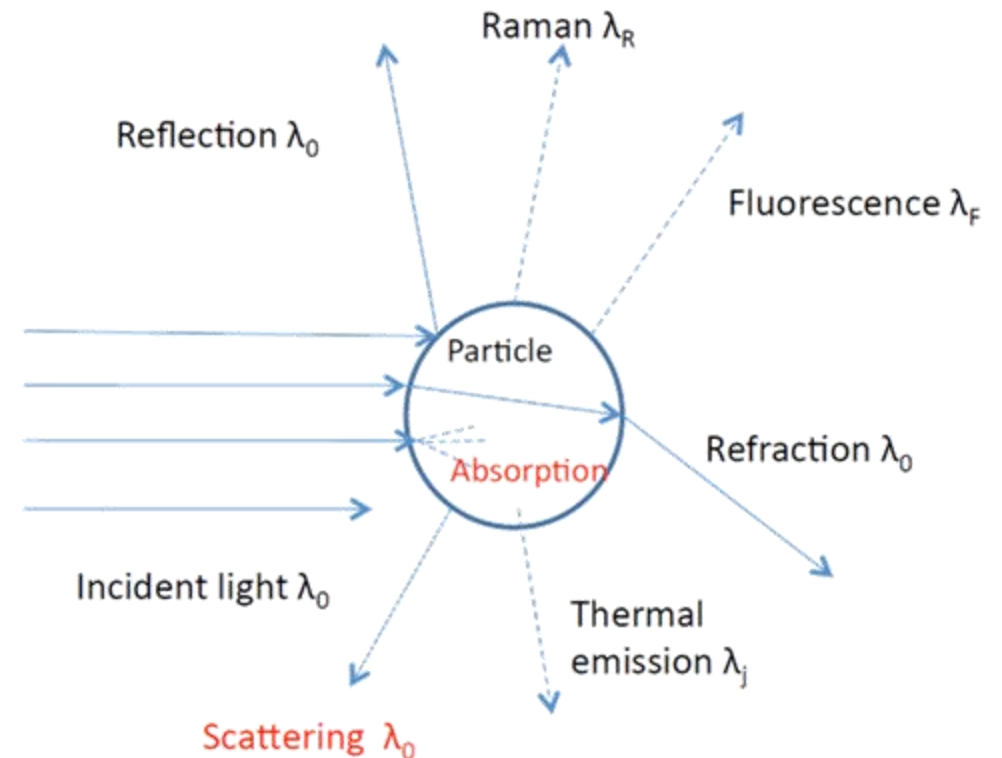 Raman λR
Reflection λ0
Fluorescence λF
Particle
Absorption
Refraction λ0
Incident light λ0
Thermal
emission λj
Scattering λ0